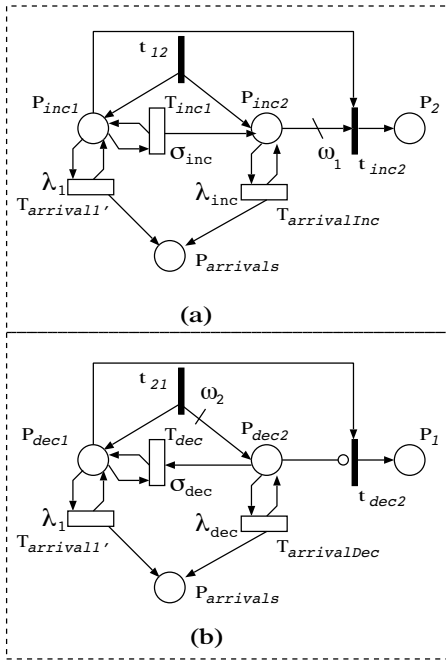 t12
Pinc1
Tinc1
Pinc2
P2
σinc
ω1
tinc2
λ1
λinc
Tarrival1'
TarrivalInc
Parrivals
(a)
t21
ω2
Pdec1
Tdec
Pdec2
P1
σdec
tdec2
λ1
λdec
Tarrival1'
TarrivalDec
Parrivals
(b)